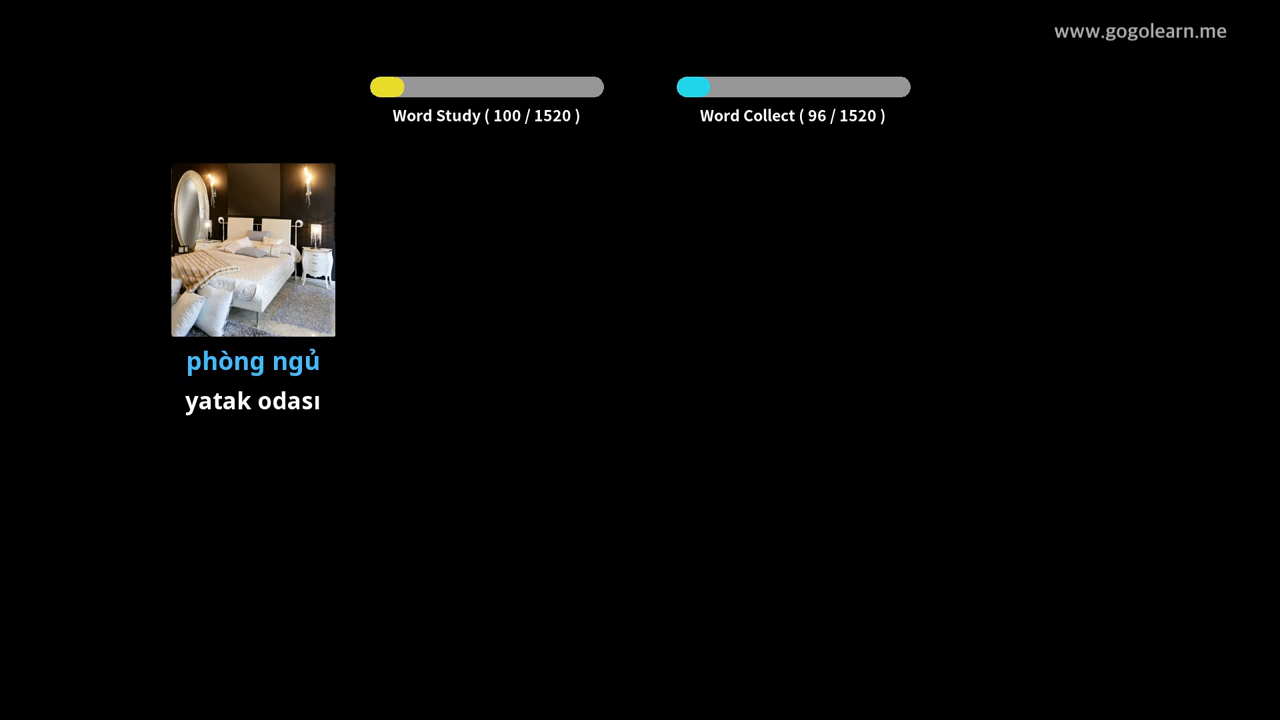 www.gogolearn.me
Word Study ( 100 / 1520 )
Word Collect ( 96 / 1520 )
phòng ngủ
yatak odası